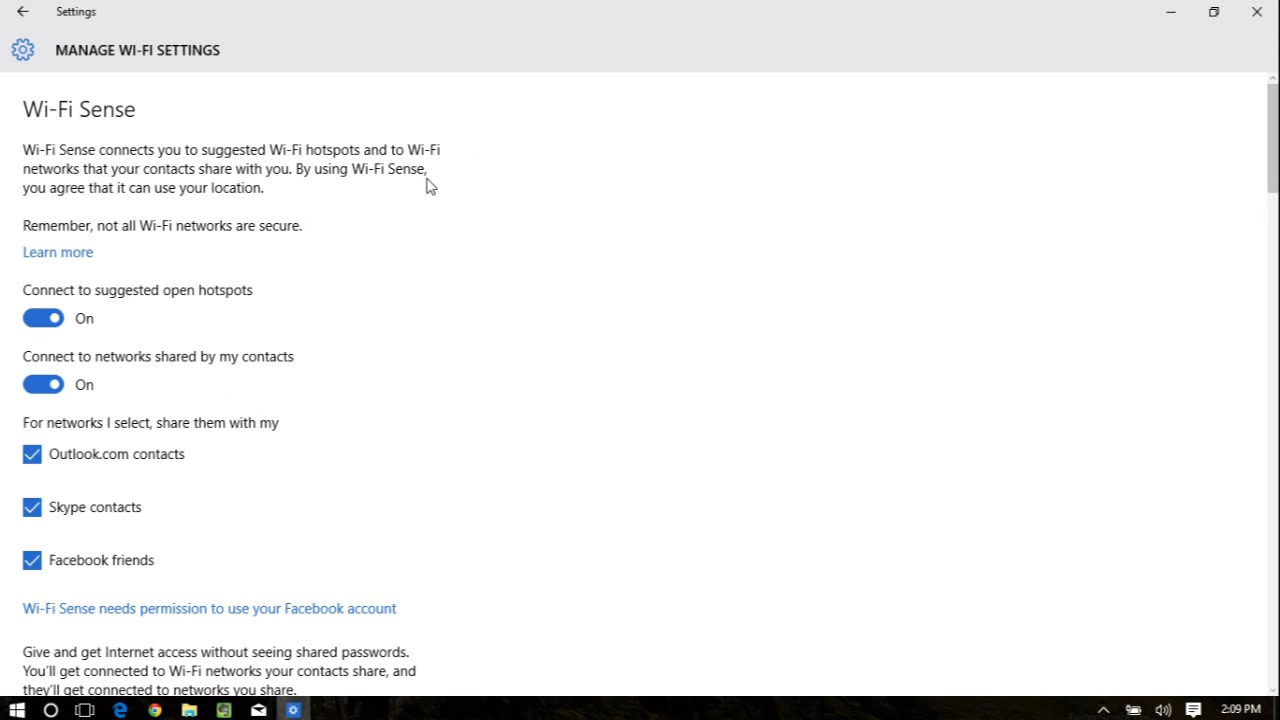 Settings
MANAGE WI-FI SETTINGS
Wi-Fi Sense
Wi-Fi Sense connects you to suggested Wi-Fi hotspots and to Wi-Fi
networks that your contacts share with you. By using Wi-Fi Sense,
you agree that it can use your location.
Remember, not all Wi-Fi networks are secure.
Learn more
Connect to suggested open hotspots
On
Connect to networks shared by my contacts
On
For networks I select, share them with my
Outlook.com contacts
Skype contacts
Facebook friends
Wi-Fi Sense needs permission to use your Facebook account
Give and get Internet access without seeing shared passwords.
You'll get connected to Wi-Fi networks your contacts share, and
they'll get connected to networks you share.
2:09 PM